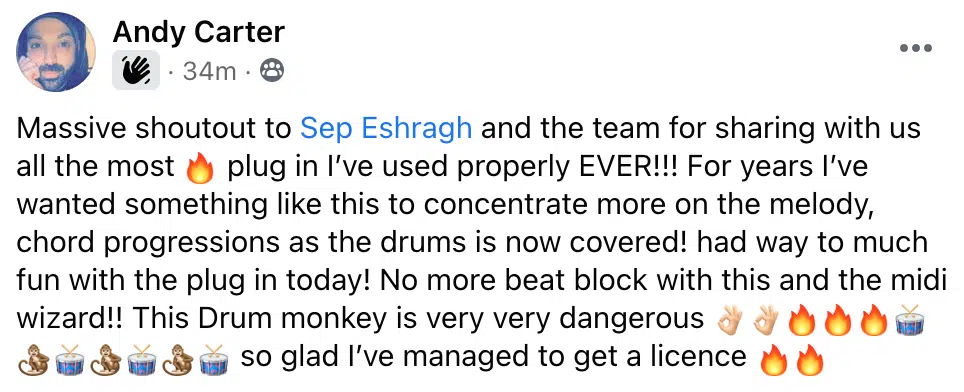 Andy Carter
· 34m ·
Massive shoutout to Sep Eshragh and the team for sharing with us
all the most 🔥 plug in I’ve used properly EVER!!! For years I’ve
wanted something like this to concentrate more on the melody,
chord progressions as the drums is now covered! had way to much
fun with the plug in today! No more beat block with this and the midi
wizard!! This Drum monkey is very very dangerous 👌🏻👌🏻🔥🔥🔥🥁
🐒🥁🐒🥁🐒🥁 so glad I’ve managed to get a licence 🔥🔥